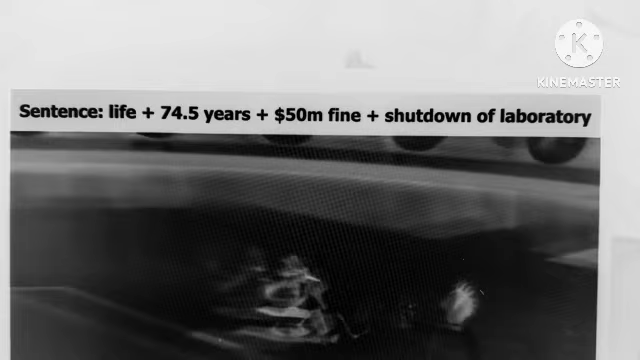 KINEMASTER
Sentence: life + 74.5 years + $50m fine + shutdown of laboratory